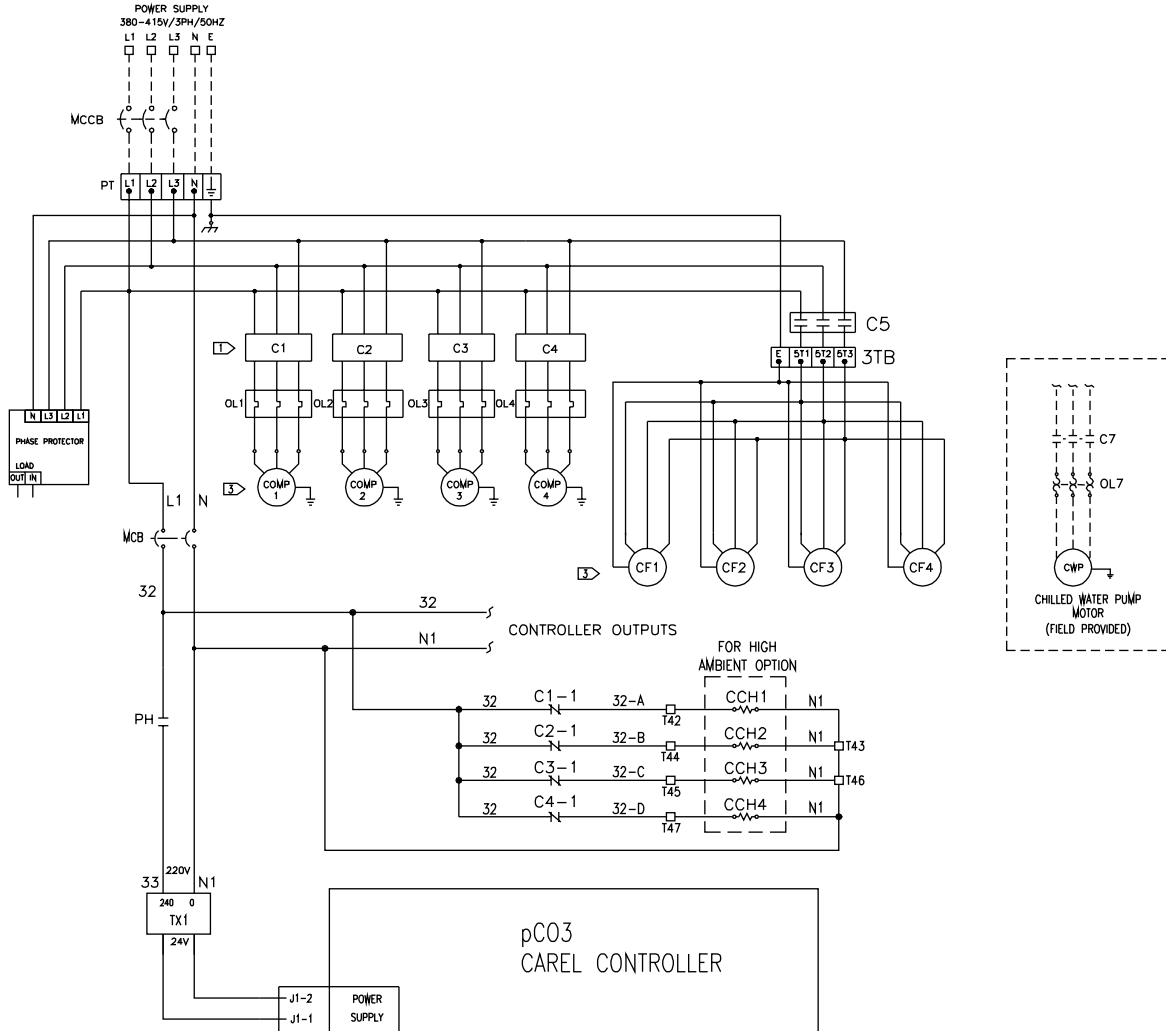 POWER SUPPLY
380-415V/3PH/50HZ
L1 L2 L3 N E
MCCB
PT L1 L2 L3 N
C5
1 C1 C2 C3 C4
E 5T1 5T2 5T3 3TB
OL1 OL2 OL3 OL4
N L3 L2 L1
PHASE PROTECTOR
LOAD
OUT IN
C7
OL7
3 COMP 1 COMP 2 COMP 3 COMP 4
L1 N
MCB
3 CF1 CF2 CF3 CF4
CWP
CHILLED WATER PUMP
MOTOR
(FIELD PROVIDED)
32
32
CONTROLLER OUTPUTS
N1
FOR HIGH
AMBIENT OPTION
32 C1-1 32-A T42 CCH1 N1
PH
32 C2-1 32-B T44 CCH2 N1 T43
32 C3-1 32-C T45 CCH3 N1 T46
32 C4-1 32-D T47 CCH4 N1
220V
33 N1
240 0
TX1
24V
pCO3
CAREL CONTROLLER
J1-2 POWER
J1-1 SUPPLY